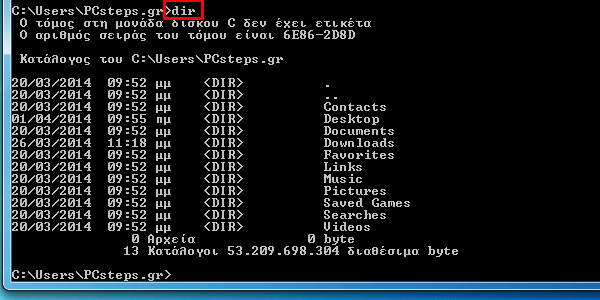 C:\Users\PCsteps.gr>dir
Ο τόμος στη μονάδα δίσκου C δεν έχει ετικέτα
Ο αριθμός σειράς του τόμου είναι 6E86-2D8D
Κατάλογος του C:\Users\PCsteps.gr
20/03/2014 09:52 μμ <DIR> .
20/03/2014 09:52 μμ <DIR> ..
20/03/2014 09:52 μμ <DIR> Contacts
01/04/2014 09:55 πμ <DIR> Desktop
20/03/2014 09:52 μμ <DIR> Documents
26/03/2014 11:18 μμ <DIR> Downloads
20/03/2014 09:52 μμ <DIR> Favorites
20/03/2014 09:52 μμ <DIR> Links
20/03/2014 09:52 μμ <DIR> Music
20/03/2014 09:52 μμ <DIR> Pictures
20/03/2014 09:52 μμ <DIR> Saved Games
20/03/2014 09:52 μμ <DIR> Searches
20/03/2014 09:52 μμ <DIR> Videos
0 Αρχεία 0 byte
13 Κατάλογοι 53.209.698.304 διαθέσιμα byte
C:\Users\PCsteps.gr>